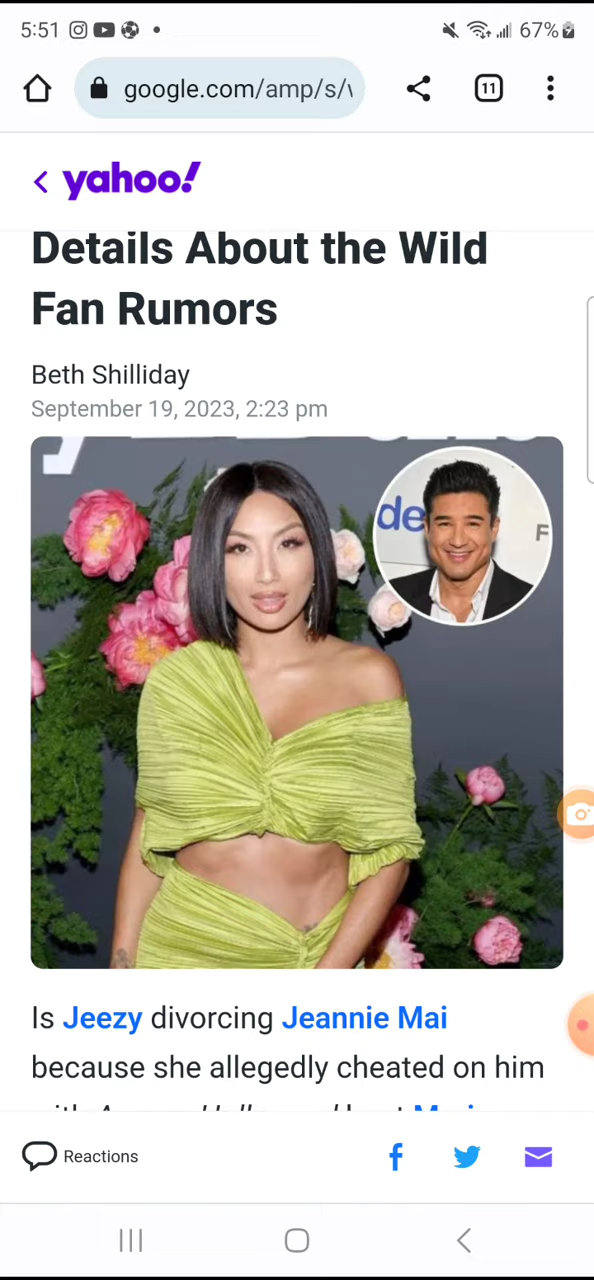 5:51
67%
google.com/amp/s/
11
yahoo!
Details About the Wild
Fan Rumors
Beth Shilliday
September 19, 2023, 2:23 pm
de
F
Is Jeezy divorcing Jeannie Mai
because she allegedly cheated on him
Reactions